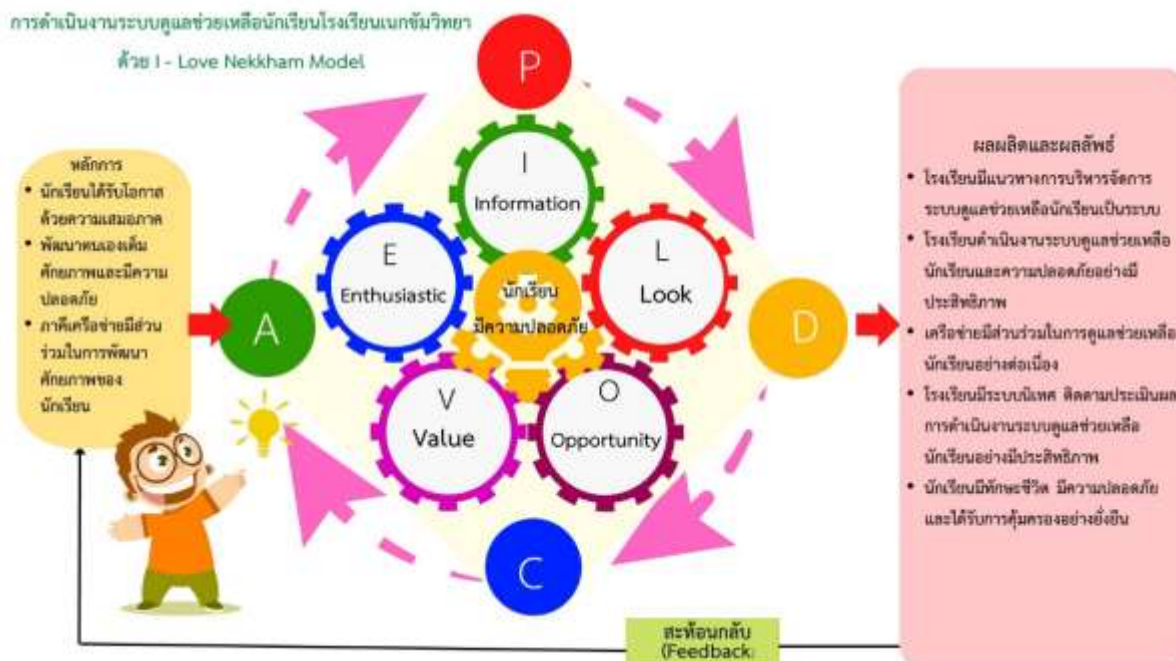 การดำเนินงานระบบดูแลช่วยเหลือนักเรียนโรงเรียนเนกขัมวิทยา
ด้วย I - Love Nekkham Model
P
หลักการ
• นักเรียนได้รับโอกาส
ด้วยความเสมอภาค
• พัฒนาตนเองเต็ม
ศักยภาพและมีความ
ปลอดภัย
• ภาคีเครือข่ายมีส่วน
ร่วมในการพัฒนา
ศักยภาพของ
นักเรียน
A
I
Information
E
Enthusiastic
L
Look
นักเรียน
มีความปลอดภัย
V
Value
O
Opportunity
D
C
ผลผลิตและผลลัพธ์
• โรงเรียนมีแนวทางการบริหารจัดการ
ระบบดูแลช่วยเหลือนักเรียนเป็นระบบ
• โรงเรียนดำเนินงานระบบดูแลช่วยเหลือ
นักเรียนและความปลอดภัยอย่างมี
ประสิทธิภาพ
• เครือข่ายมีส่วนร่วมในการดูแลช่วยเหลือ
นักเรียนอย่างต่อเนื่อง
• โรงเรียนมีระบบนิเทศ ติดตามประเมินผล
การดำเนินงานระบบดูแลช่วยเหลือ
นักเรียนอย่างมีประสิทธิภาพ
• นักเรียนมีทักษะชีวิต มีความปลอดภัย
และได้รับการคุ้มครองอย่างยั่งยืน
สะท้อนกลับ
(Feedback)